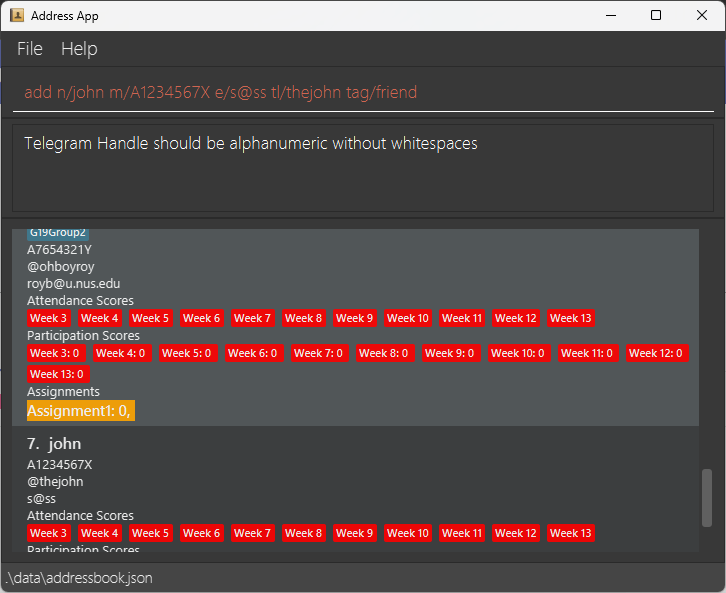 Address App
File Help
add n/john m/A1234567X e/s@ss tl/thejohn tag/friend
Telegram Handle should be alphanumeric without whitespaces
G19Group2
A7654321Y
@ohboyroy
royb@u.nus.edu
Attendance Scores
Week 3 Week 4 Week 5 Week 6 Week 7 Week 8 Week 9 Week 10 Week 11 Week 12 Week 13
Participation Scores
Week 3: 0 Week 4: 0 Week 5: 0 Week 6: 0 Week 7: 0 Week 8: 0 Week 9: 0 Week 10: 0 Week 11: 0 Week 12: 0
Week 13: 0
Assignments
Assignment1: 0,
7. john
A1234567X
@thejohn
s@ss
Attendance Scores
Week 3 Week 4 Week 5 Week 6 Week 7 Week 8 Week 9 Week 10 Week 11 Week 12 Week 13
Participation Scores
.\data\addressbook.json